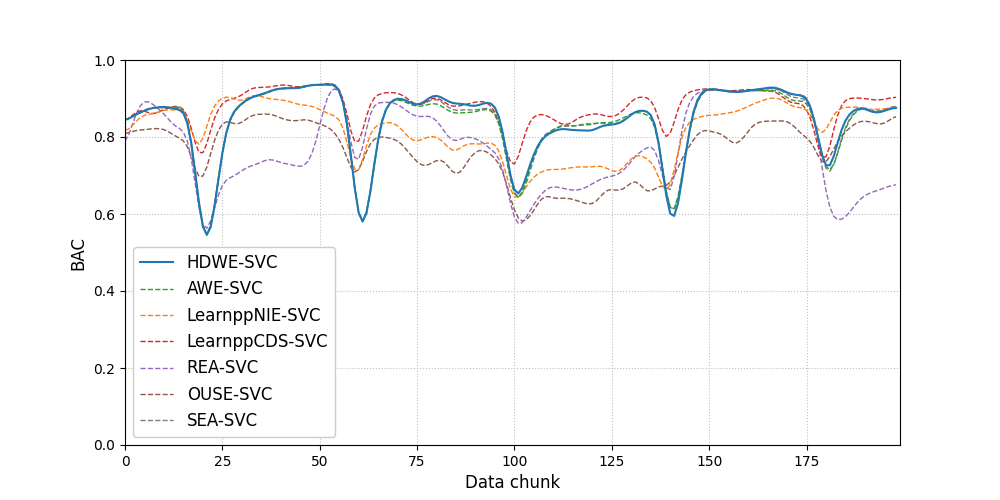 1.0
0.8
0.6
0.4
0.2
0.0
BAC
HDWE-SVC
AWE-SVC
LearnppNIE-SVC
LearnppCDS-SVC
REA-SVC
OUSE-SVC
SEA-SVC
0 25 50 75 100 125 150 175
Data chunk